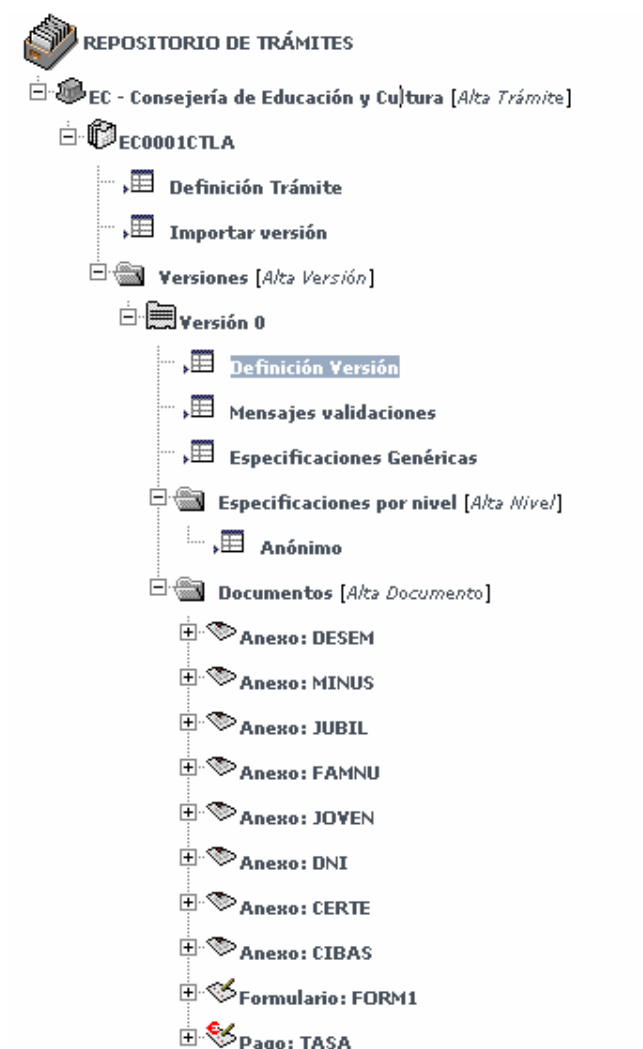 REPOSITORIO DE TRÁMITES
EC - Consejería de Educación y Cultura [Alta Trámite]
EC0001CTLA
Definición Trámite
Importar versión
Versiones [Alta Versión]
Versión 0
Definición Versión
Mensajes validaciones
Especificaciones Genéricas
Especificaciones por nivel [Alta Nivel]
Anónimo
Documentos [Alta Documento]
Anexo: DESEM
Anexo: MINUS
Anexo: JUBIL
Anexo: FAMNU
Anexo: JOVEN
Anexo: DNI
Anexo: CERTE
Anexo: CIBAS
Formulario: FORM1
Pago: TASA